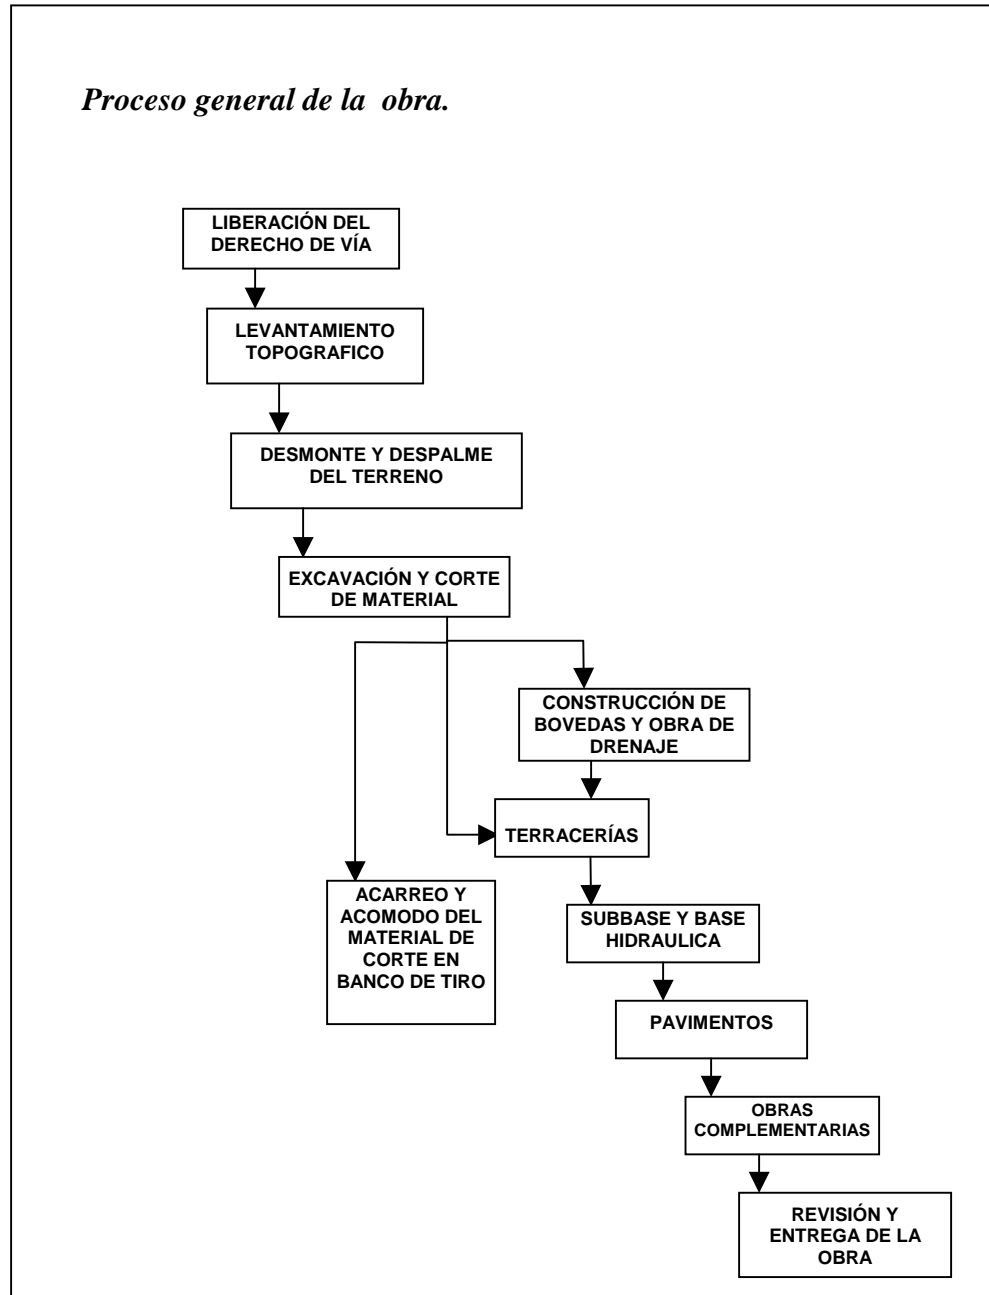 Proceso general de la obra.
LIBERACIÓN DEL
DERECHO DE VÍA
LEVANTAMIENTO
TOPOGRAFICO
DESMONTE Y DESPALME
DEL TERRENO
EXCAVACIÓN Y CORTE
DE MATERIAL
CONSTRUCCIÓN DE
BOVEDAS Y OBRA DE
DRENAJE
TERRACERÍAS
ACARREO Y
ACOMODO DEL
MATERIAL DE
CORTE EN
BANCO DE TIRO
SUBBASE Y BASE
HIDRAULICA
PAVIMENTOS
OBRAS
COMPLEMENTARIAS
REVISIÓN Y
ENTREGA DE LA
OBRA